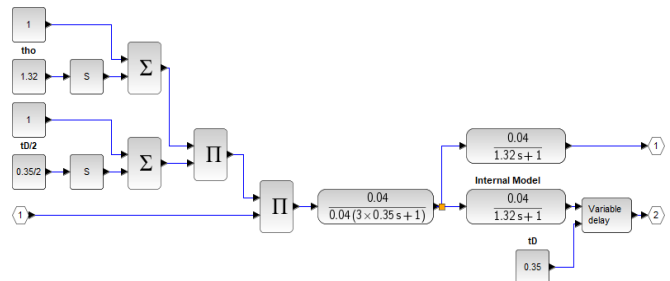 1
tho
1.32
S
Σ
1
tD/2
0.35/2
S
Σ
Π
1
Π
0.04
0.04 (3×0.35 s+1)
0.04
1.32 s+1
1
Internal Model
0.04
1.32 s+1
Variable
delay
2
tD
0.35